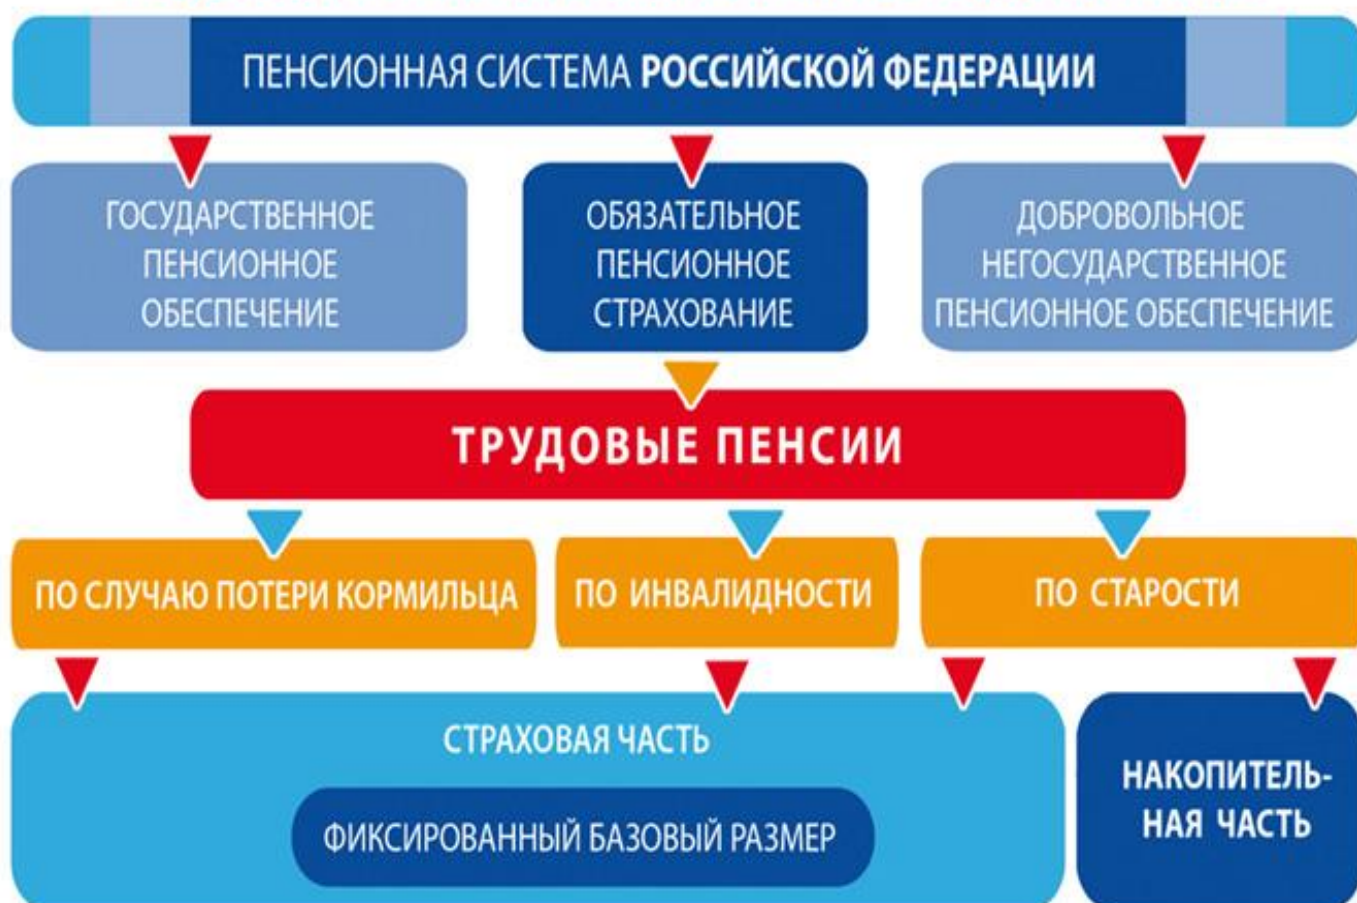 ПЕНСИОННАЯ СИСТЕМА РОССИЙСКОЙ ФЕДЕРАЦИИ
ГОСУДАРСТВЕННОЕ
ПЕНСИОННОЕ
ОБЕСПЕЧЕНИЕ
ОБЯЗАТЕЛЬНОЕ
ПЕНСИОННОЕ
СТРАХОВАНИЕ
ДОБРОВОЛЬНОЕ
НЕГОСУДАРСТВЕННОЕ
ПЕНСИОННОЕ ОБЕСПЕЧЕНИЕ
ТРУДОВЫЕ ПЕНСИИ
ПО СЛУЧАЮ ПОТЕРИ КОРМИЛЬЦА
ПО ИНВАЛИДНОСТИ
ПО СТАРОСТИ
СТРАХОВАЯ ЧАСТЬ
ФИКСИРОВАННЫЙ БАЗОВЫЙ РАЗМЕР
НАКОПИТЕЛЬ-
НАЯ ЧАСТЬ